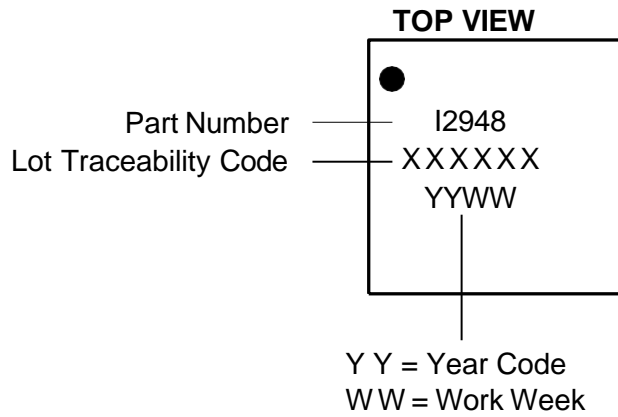 TOP VIEW
Part Number
I2948
Lot Traceability Code
XXXXXX
YYWW
Y Y = Year Code
W W = Work Week